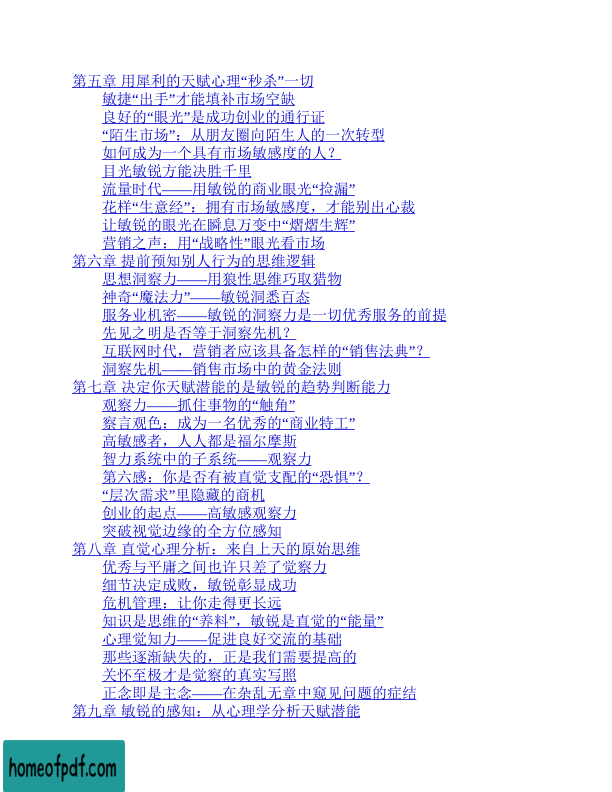 第五章 用犀利的天赋心理“秒杀”一切
敏捷“出手”才能填补市场空缺
良好的“眼光”是成功创业的通行证
“陌生市场”：从朋友圈向陌生人的一次转型
如何成为一个具有市场敏感度的人？
目光敏锐方能决胜千里
流量时代——用敏锐的商业眼光“捡漏”
花样“生意经”：拥有市场敏感度，才能别出心裁
让敏锐的眼光在瞬息万变中“熠熠生辉”
营销之声：用“战略性”眼光看市场
第六章 提前预知别人行为的思维逻辑
思想洞察力——用狼性思维巧取猎物
神奇“魔法力”——敏锐洞悉百态
服务业机密——敏锐的洞察力是一切优秀服务的前提
先见之明是否等于洞察先机？
互联网时代，营销者应该具备怎样的“销售法典”？
洞察先机——销售市场中的黄金法则
第七章 决定你天赋潜能的是敏锐的趋势判断能力
观察力——抓住事物的“触角”
察言观色：成为一名优秀的“商业特工”
高敏感者，人人都是福尔摩斯
智力系统中的子系统——观察力
第六感：你是否有被直觉支配的“恐惧”？
“层次需求”里隐藏的商机
创业的起点——高敏感观察力
突破视觉边缘的全方位感知
第八章 直觉心理分析：来自上天的原始思维
优秀与平庸之间也许只差了觉察力
细节决定成败，敏锐彰显成功
危机管理：让你走得更长远
知识是思维的“养料”，敏锐是直觉的“能量”
心理觉知力——促进良好交流的基础
那些逐渐缺失的，正是我们需要提高的
关怀至极才是觉察的真实写照
正念即是主念——在杂乱无章中窥见问题的症结
第九章 敏锐的感知：从心理学分析天赋潜能
homeofpdf.com